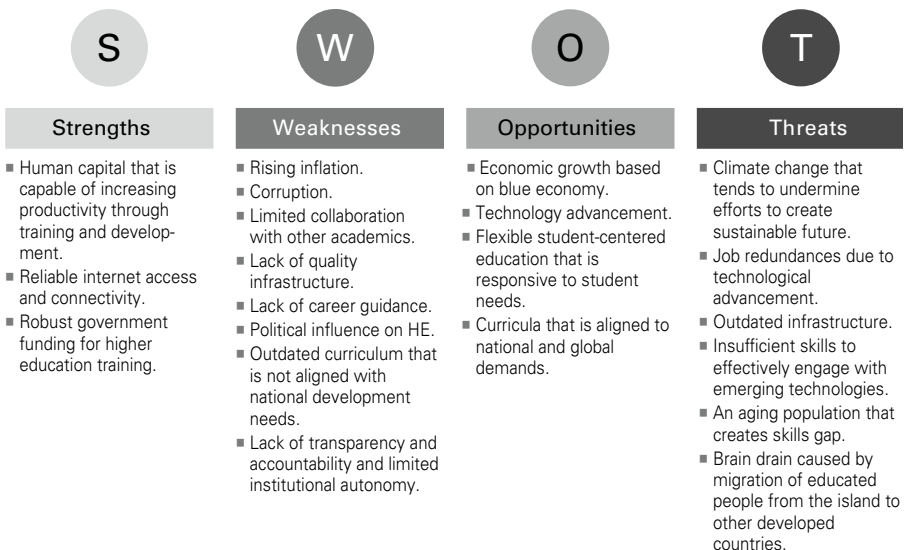 S
W
O
T
Strengths
■ Human capital that is
capable of increasing
productivity through
training and develop-
ment.
■ Reliable internet access
and connectivity.
■ Robust government
funding for higher
education training.
Weaknesses
■ Rising inflation.
■ Corruption.
■ Limited collaboration
with other academics.
■ Lack of quality
infrastructure.
■ Lack of career guidance.
■ Political influence on HE.
■ Outdated curriculum that
is not aligned with
national development
needs.
■ Lack of transparency and
accountability and limited
institutional autonomy.
Opportunities
■ Economic growth based
on blue economy.
■ Technology advancement.
■ Flexible student-centered
education that is
responsive to student
needs.
■ Curricula that is aligned to
national and global
demands.
Threats
■ Climate change that
tends to undermine
efforts to create
sustainable future.
■ Job redundances due to
technological
advancement.
■ Outdated infrastructure.
■ Insufficient skills to
effectively engage with
emerging technologies.
■ An aging population that
creates skills gap.
■ Brain drain caused by
migration of educated
people from the island to
other developed
countries.